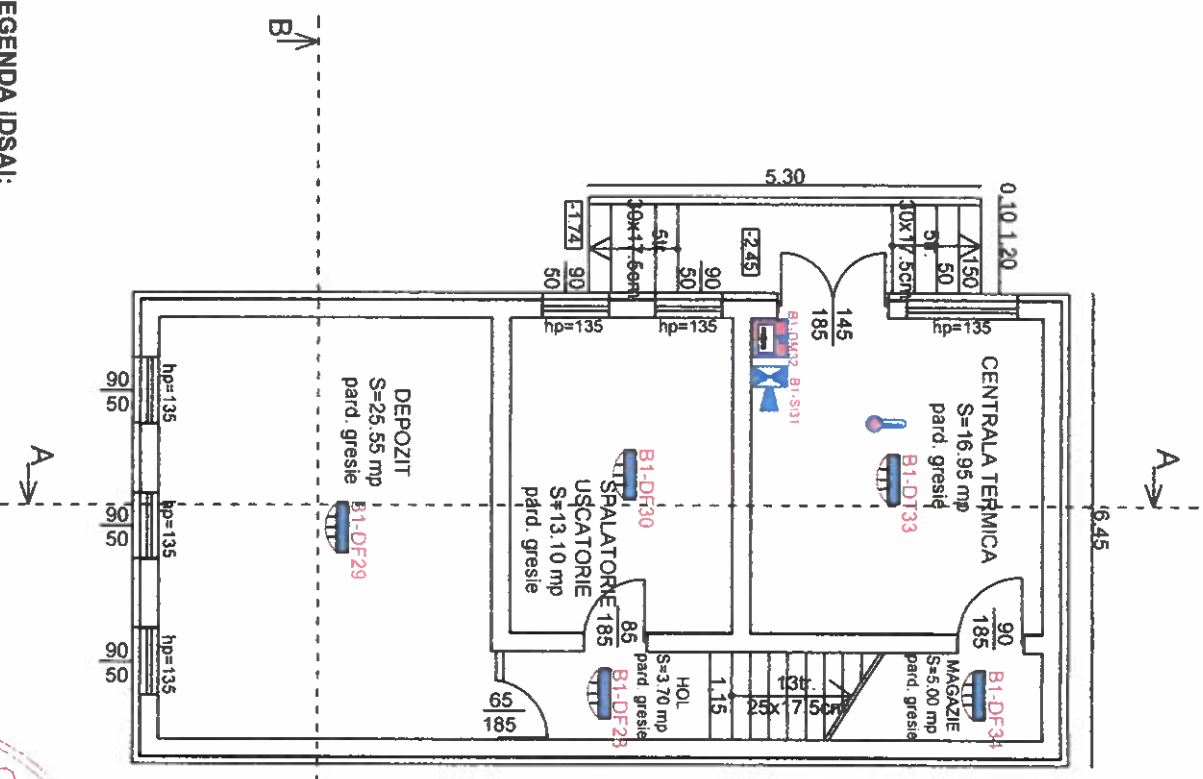 EGENDA IDSAI:
B
A
A
5.30
0.10 1.20
6.45
30x17.5cm
5tr.
50
150
-1.74
-2.45
30x17.5cm
5tr.
90
50
90
50
hp=135
hp=135
hp=135
145
185
B1-DM32
B1-SI31
CENTRALA TERMICA
S=16.95 mp
pard. gresie
B1-DT33
90
185
MAGAZIE
S=5.00 mp
pard. gresie
B1-DF34
SPALATORIE
USCATORIE
S=13.10 mp
pard. gresie
B1-DF30
85
185
HOL
S=3.70 mp
pard. gresie
1.15
13tr.
25x17.5cm
65
185
DEPOZIT
S=25.55 mp
pard. gresie
B1-DF29
hp=135
90
50
hp=135
90
50
hp=135
90
50